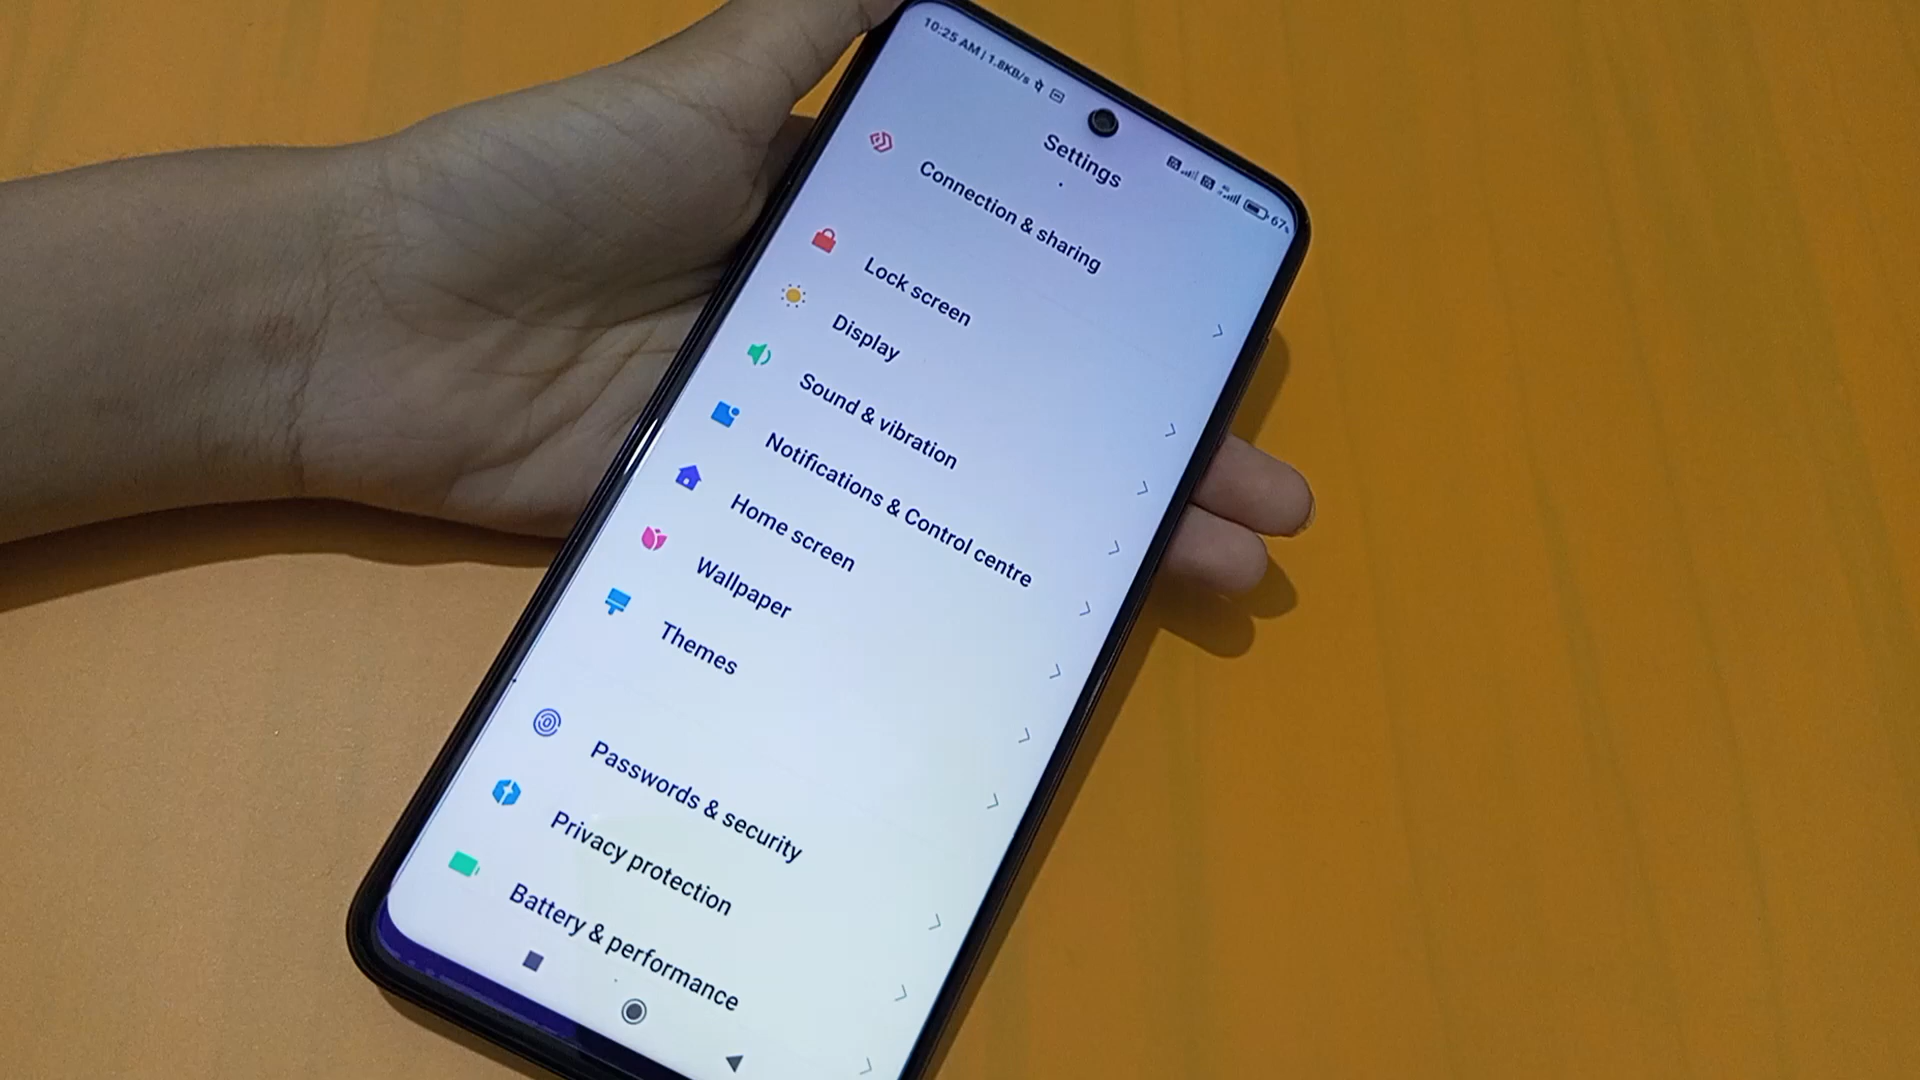 10:25 AM | 1.8KB/s
67%
Settings
Connection & sharing
Lock screen
Display
Sound & vibration
Notifications & Control centre
Home screen
Wallpaper
Themes
Passwords & security
Privacy protection
Battery & performance